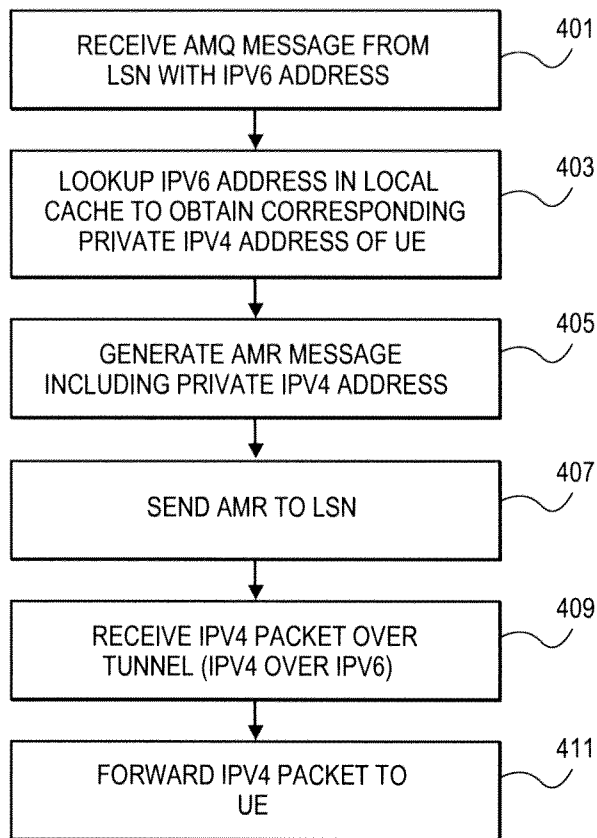 RECEIVE AMQ MESSAGE FROM
LSN WITH IPV6 ADDRESS
401
LOOKUP IPV6 ADDRESS IN LOCAL
CACHE TO OBTAIN CORRESPONDING
PRIVATE IPV4 ADDRESS OF UE
403
GENERATE AMR MESSAGE
INCLUDING PRIVATE IPV4 ADDRESS
405
SEND AMR TO LSN
407
RECEIVE IPV4 PACKET OVER
TUNNEL (IPV4 OVER IPV6)
409
FORWARD IPV4 PACKET TO
UE
411